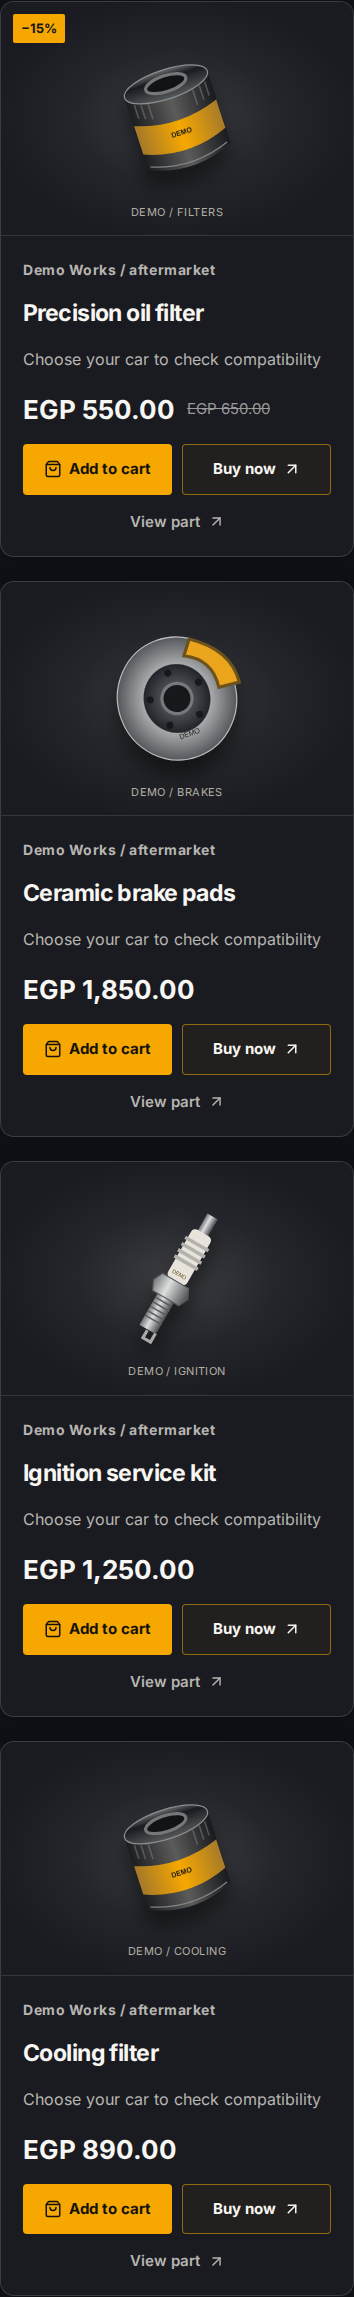 −15%
DEMO
DEMO / FILTERS
Demo Works / aftermarket
Precision oil filter
Choose your car to check compatibility
EGP 550.00 EGP 650.00
Add to cart Buy now
View part
DEMO
DEMO / BRAKES
Demo Works / aftermarket
Ceramic brake pads
Choose your car to check compatibility
EGP 1,850.00
Add to cart Buy now
View part
DEMO
DEMO / IGNITION
Demo Works / aftermarket
Ignition service kit
Choose your car to check compatibility
EGP 1,250.00
Add to cart Buy now
View part
DEMO
DEMO / COOLING
Demo Works / aftermarket
Cooling filter
Choose your car to check compatibility
EGP 890.00
Add to cart Buy now
View part